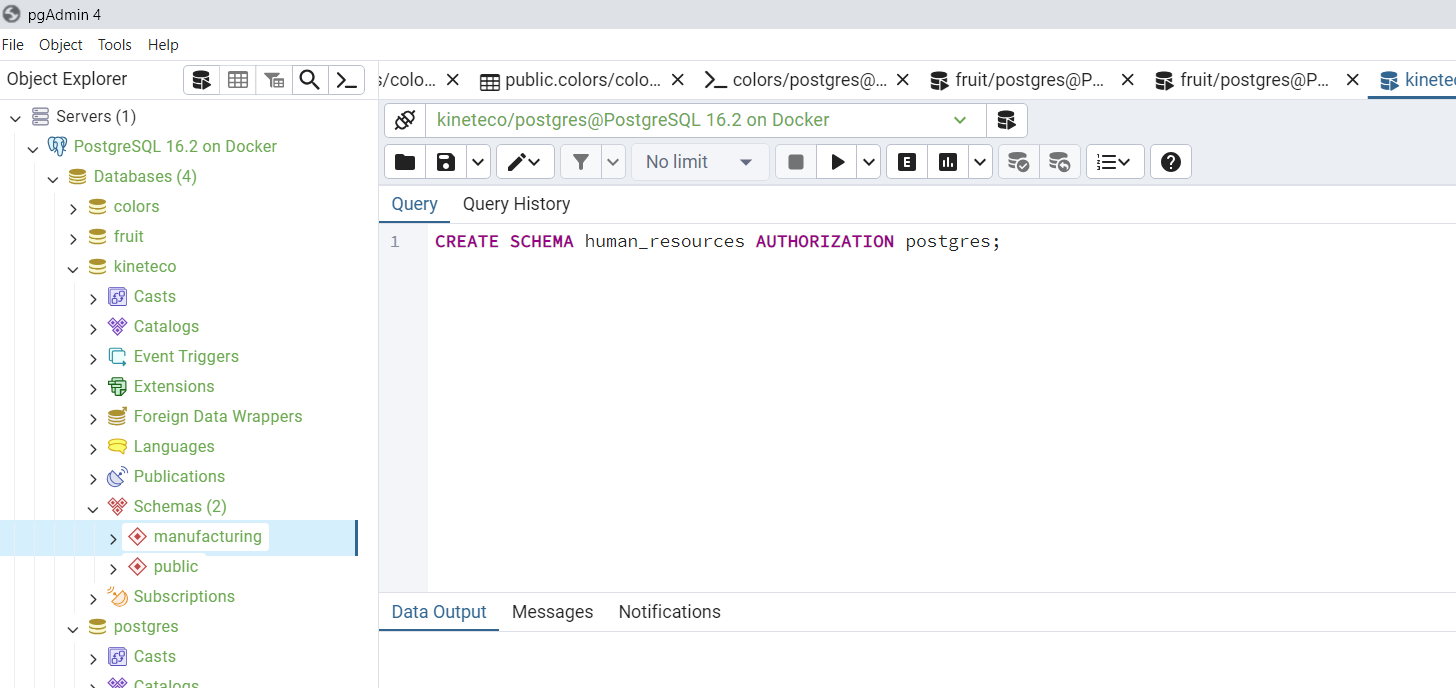 pgAdmin 4
File Object Tools Help
Object Explorer
s/colo... public.colors/colo... colors/postgres@... fruit/postgres@P... fruit/postgres@P... kinete
Servers (1)
kineteco/postgres@PostgreSQL 16.2 on Docker
PostgreSQL 16.2 on Docker
Databases (4)
No limit
E
colors
Query Query History
fruit
1 CREATE SCHEMA human_resources AUTHORIZATION postgres;
kineteco
Casts
Catalogs
Event Triggers
Extensions
Foreign Data Wrappers
Languages
Publications
Schemas (2)
manufacturing
public
Subscriptions
Data Output Messages Notifications
postgres
Casts
Catalogs